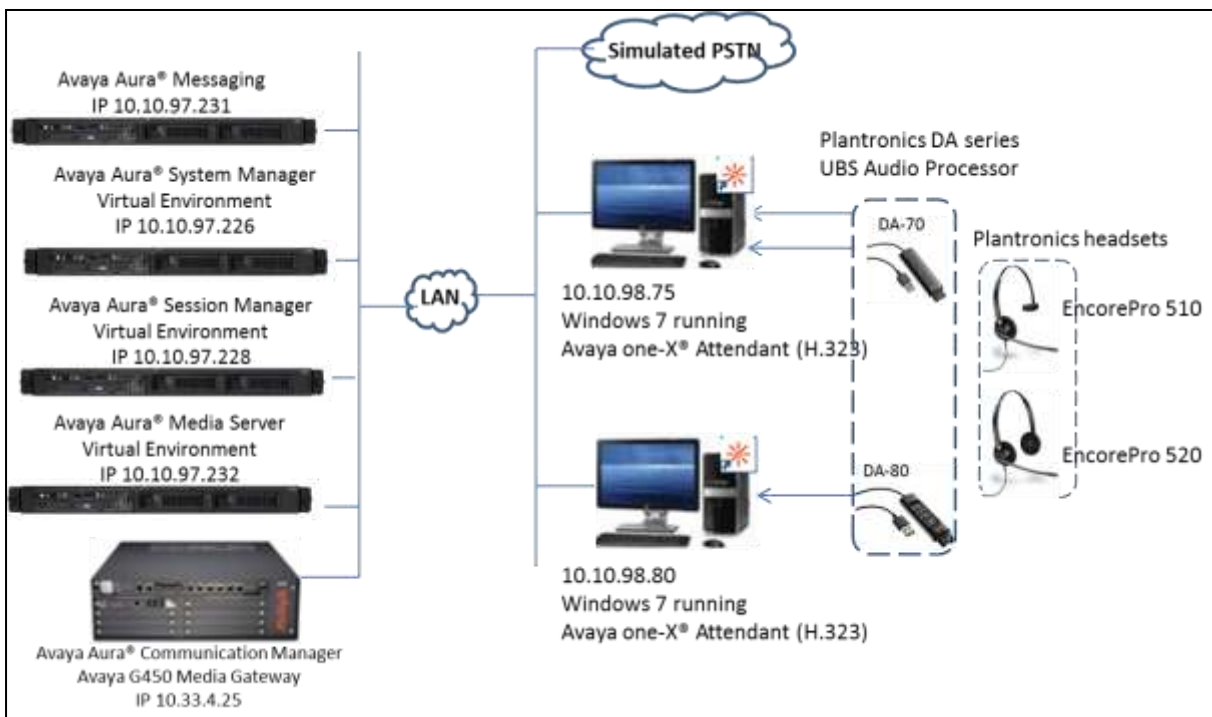 Avaya Aura® Messaging
IP 10.10.97.231
Avaya Aura® System Manager
Virtual Environment
IP 10.10.97.226
Avaya Aura® Session Manager
Virtual Environment
IP 10.10.97.228
Avaya Aura® Media Server
Virtual Environment
IP 10.10.97.232
AVAYA
Avaya Aura® Communication Manager
Avaya G450 Media Gateway
IP 10.33.4.25
LAN
Simulated PSTN
10.10.98.75
Windows 7 running
Avaya one-X® Attendant (H.323)
10.10.98.80
Windows 7 running
Avaya one-X® Attendant (H.323)
Plantronics DA series
UBS Audio Processor
DA-70
DA-80
Plantronics headsets
EncorePro 510
EncorePro 520